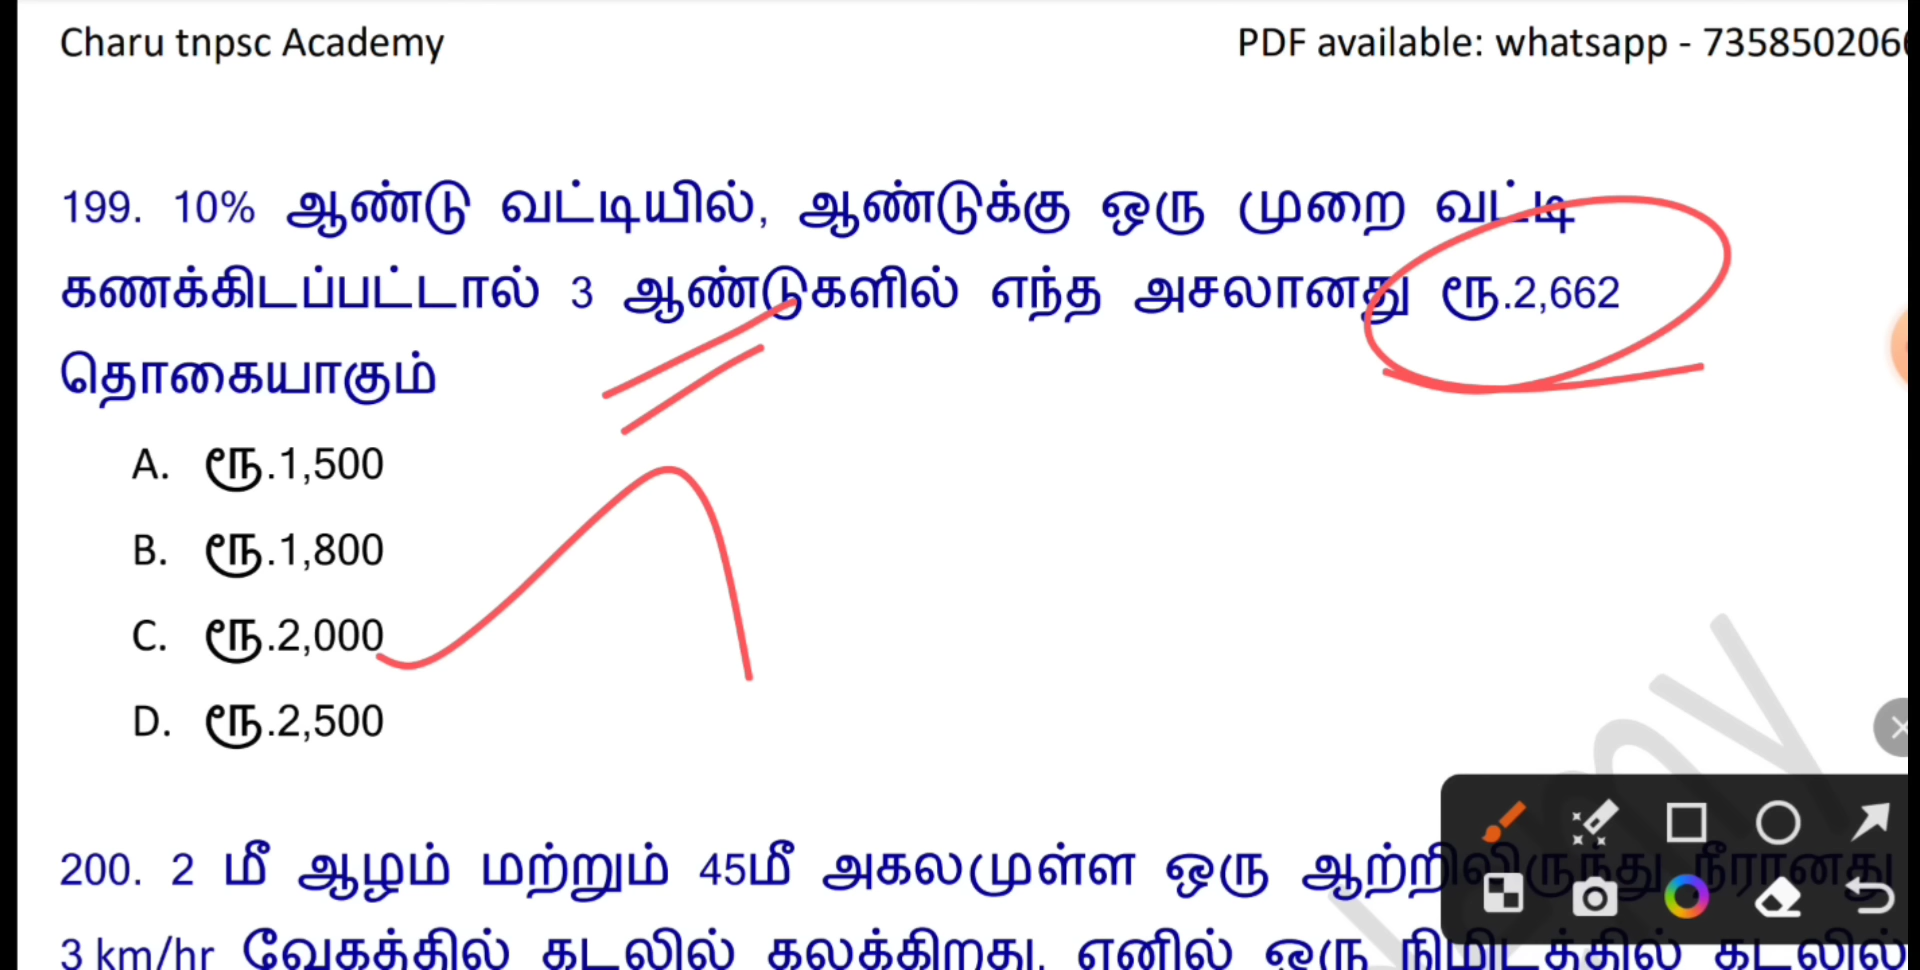 Charu tnpsc Academy
PDF available: whatsapp - 735850206
199. 10% ஆண்டு வட்டியில், ஆண்டுக்கு ஒரு முறை வட்டி
கணக்கிடப்பட்டால் 3 ஆண்டுகளில் எந்த அசலானது ரூ.2,662
தொகையாகும்
A. ரூ.1,500
B. ரூ.1,800
C. ரூ.2,000
D. ரூ.2,500
200. 2 மீ ஆழம் மற்றும் 45மீ அகலமுள்ள ஒரு ஆற்றிலிருந்து நீரானது
3 km/hr வேகத்தில் கடலில் கலக்கிறது. எனில் ஒரு நிமிடத்தில் கடலில்